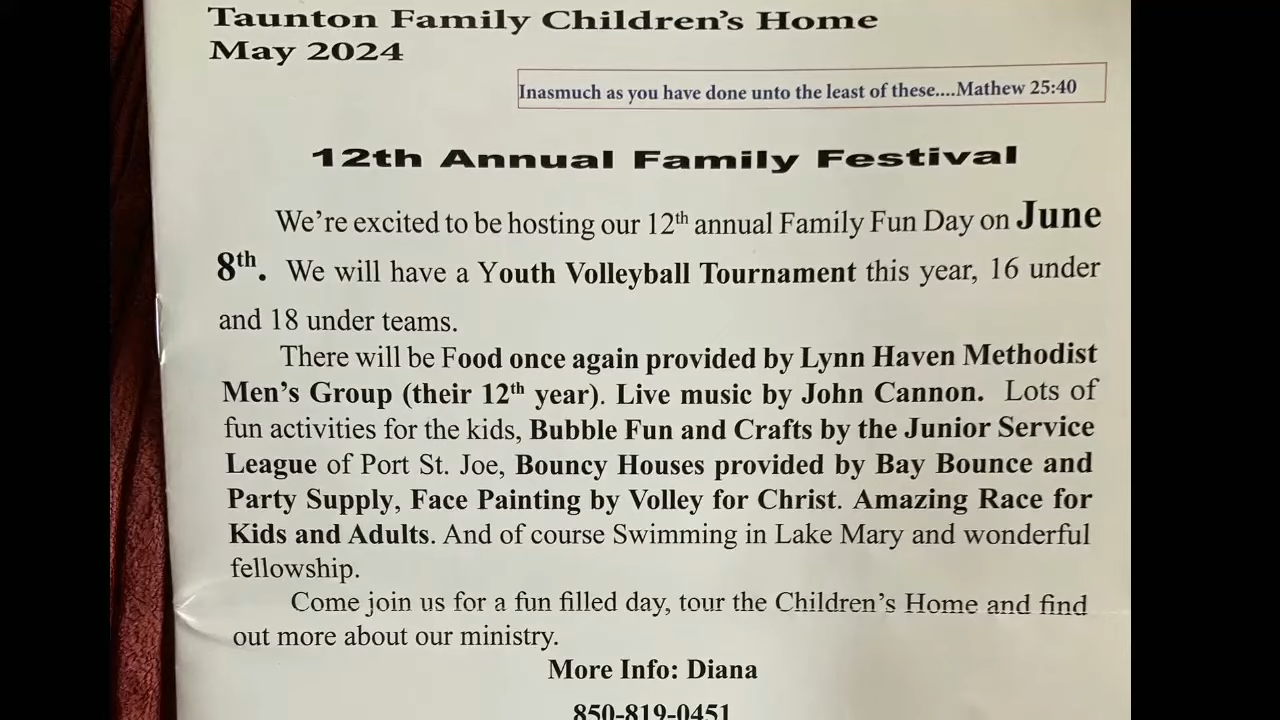 Taunton Family Children's Home
May 2024
Inasmuch as you have done unto the least of these....Mathew 25:40
12th Annual Family Festival
We're excited to be hosting our 12th annual Family Fun Day on June
8th. We will have a Youth Volleyball Tournament this year, 16 under
and 18 under teams.
There will be Food once again provided by Lynn Haven Methodist
Men's Group (their 12th year). Live music by John Cannon. Lots of
fun activities for the kids, Bubble Fun and Crafts by the Junior Service
League of Port St. Joe, Bouncy Houses provided by Bay Bounce and
Party Supply, Face Painting by Volley for Christ. Amazing Race for
Kids and Adults. And of course Swimming in Lake Mary and wonderful
fellowship.
Come join us for a fun filled day, tour the Children's Home and find
out more about our ministry.
More Info: Diana
850-819-0451